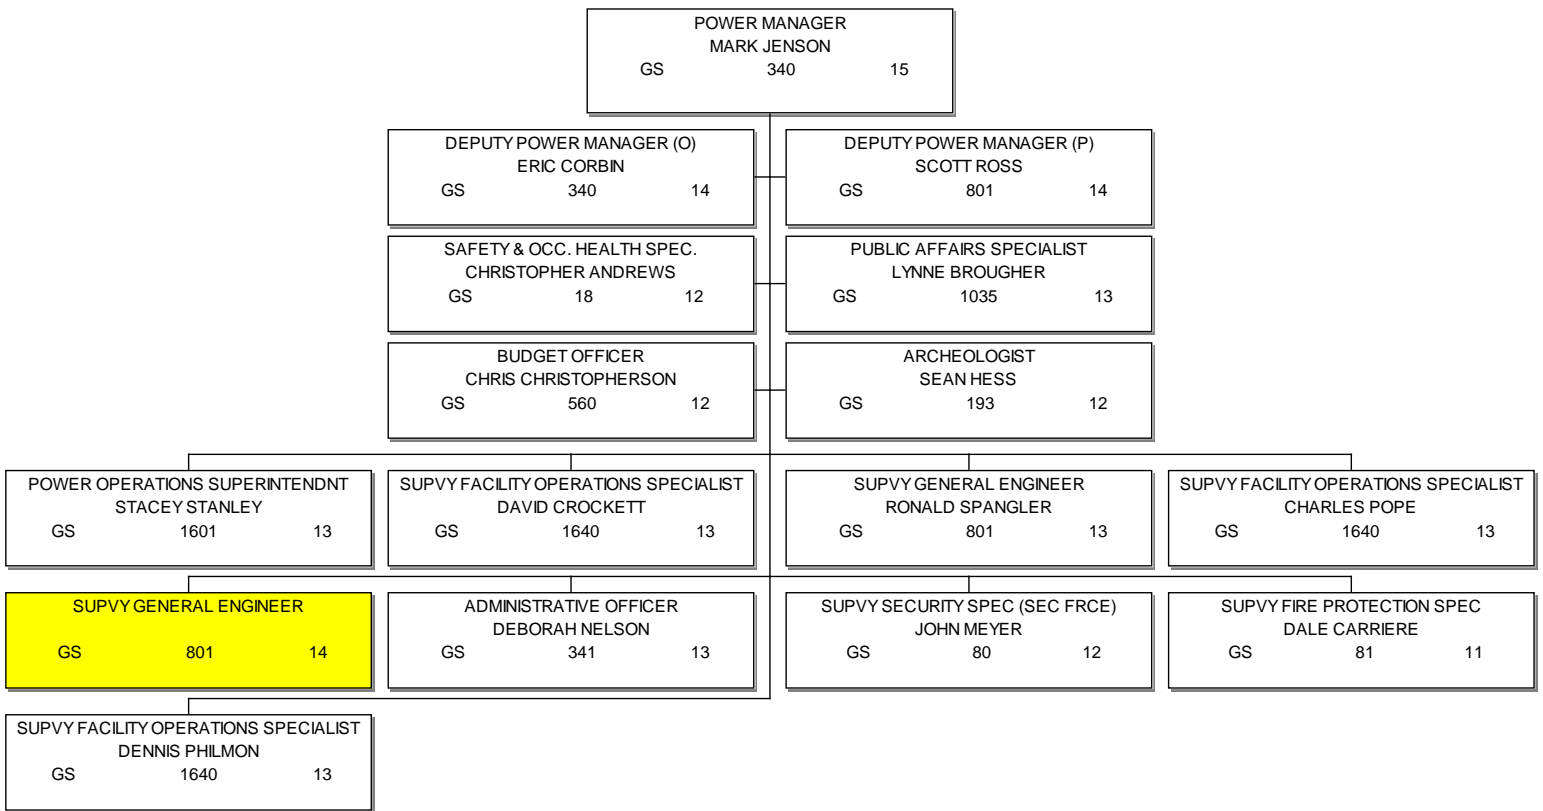 POWER MANAGER
MARK JENSON
GS 340 15
DEPUTY POWER MANAGER (O)
ERIC CORBIN
GS 340 14
DEPUTY POWER MANAGER (P)
SCOTT ROSS
GS 801 14
SAFETY & OCC. HEALTH SPEC.
CHRISTOPHER ANDREWS
GS 18 12
PUBLIC AFFAIRS SPECIALIST
LYNNE BROUGHER
GS 1035 13
BUDGET OFFICER
CHRIS CHRISTOPHERSON
GS 560 12
ARCHEOLOGIST
SEAN HESS
GS 193 12
POWER OPERATIONS SUPERINTENDNT
STACEY STANLEY
GS 1601 13
SUPVY FACILITY OPERATIONS SPECIALIST
DAVID CROCKETT
GS 1640 13
SUPVY GENERAL ENGINEER
RONALD SPANGLER
GS 801 13
SUPVY FACILITY OPERATIONS SPECIALIST
CHARLES POPE
GS 1640 13
SUPVY GENERAL ENGINEER
GS 801 14
ADMINISTRATIVE OFFICER
DEBORAH NELSON
GS 341 13
SUPVY SECURITY SPEC (SEC FRCE)
JOHN MEYER
GS 80 12
SUPVY FIRE PROTECTION SPEC
DALE CARRIERE
GS 81 11
SUPVY FACILITY OPERATIONS SPECIALIST
DENNIS PHILMON
GS 1640 13